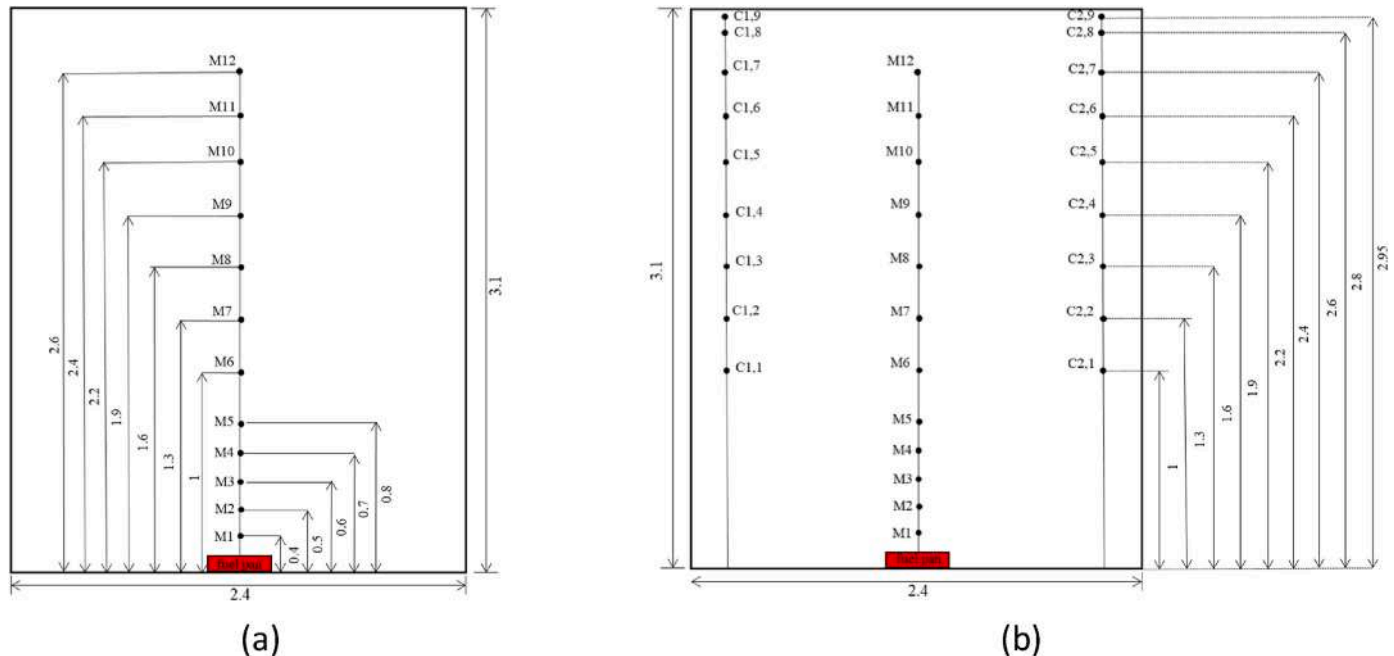 M12
M11
M10
M9
M8
M7
M6
M5
M4
M3
M2
M1
fuel pan
2.6
2.4
2.2
1.9
1.6
1.3
1
0.4
0.5
0.6
0.7
0.8
3.1
2.4
(a)
C1,9
C1,8
C1,7
C1,6
C1,5
C1,4
C1,3
C1,2
C1,1
M12
M11
M10
M9
M8
M7
M6
M5
M4
M3
M2
M1
fuel pan
C2,9
C2,8
C2,7
C2,6
C2,5
C2,4
C2,3
C2,2
C2,1
3.1
1
1.3
1.6
1.9
2.2
2.4
2.6
2.8
2.95
2.4
(b)